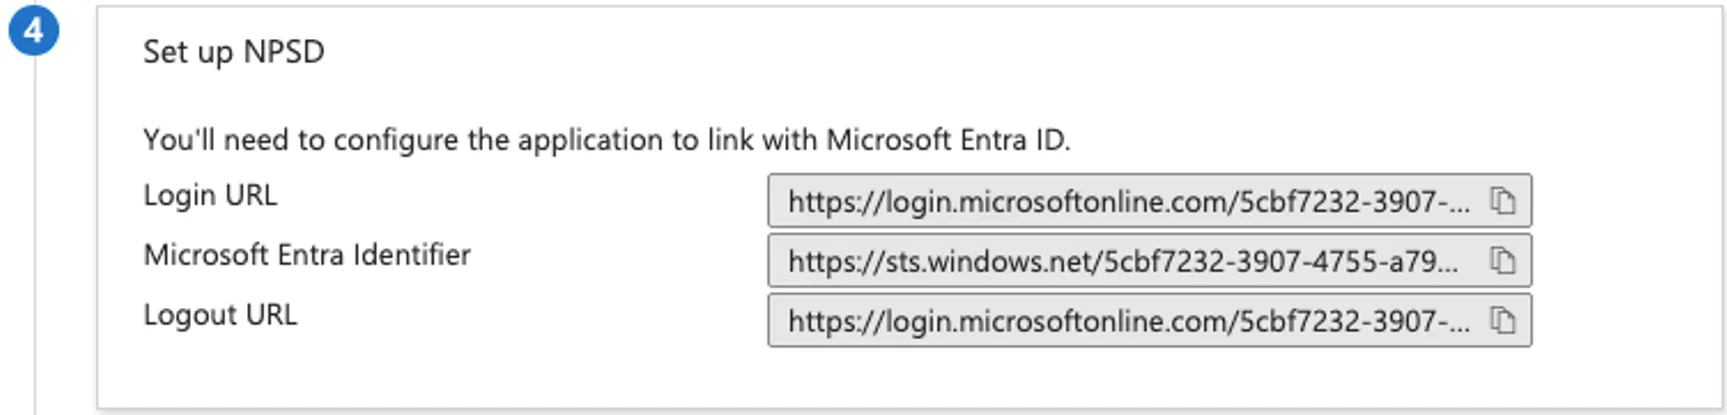 4
Set up NPSD
You'll need to configure the application to link with Microsoft Entra ID.
Login URL
https://login.microsoftonline.com/5cbf7232-3907-...
Microsoft Entra Identifier
https://sts.windows.net/5cbf7232-3907-4755-a79...
Logout URL
https://login.microsoftonline.com/5cbf7232-3907-...